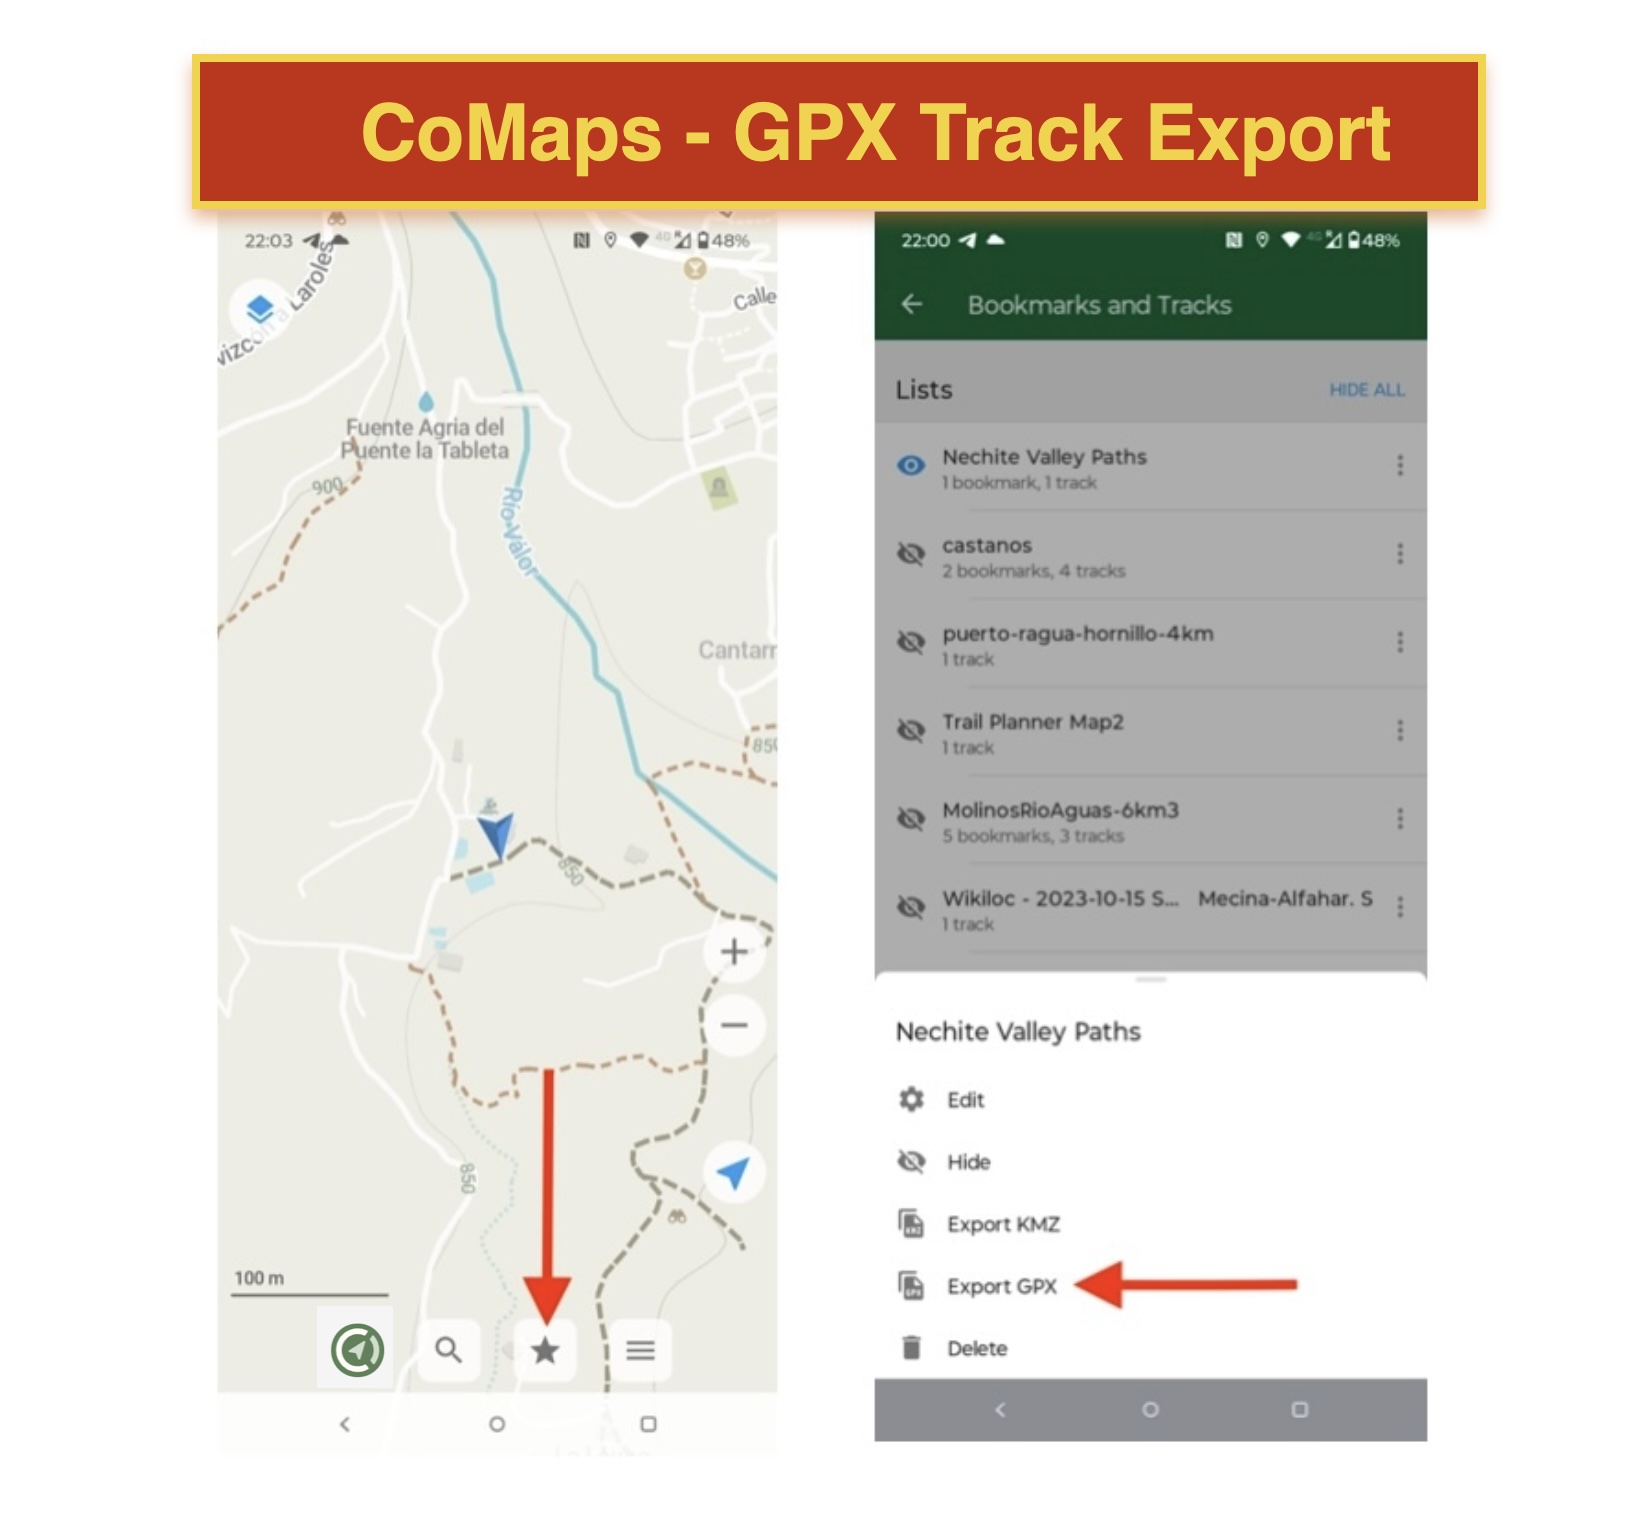 CoMaps - GPX Track Export
22:03
4G
48%
Laroles
Calle
Fuente Agria del
Puente la Tableta
900
Río Válor
Cantarr
850
850
850
100 m
22:00
4G
48%
Bookmarks and Tracks
Lists
HIDE ALL
Nechite Valley Paths
1 bookmark, 1 track
castanos
2 bookmarks, 4 tracks
puerto-ragua-hornillo-4km
1 track
Trail Planner Map2
1 track
MolinosRioAguas-6km3
5 bookmarks, 3 tracks
Wikiloc - 2023-10-15 S... Mecina-Alfahar. S
1 track
Nechite Valley Paths
Edit
Hide
Export KMZ
Export GPX
Delete